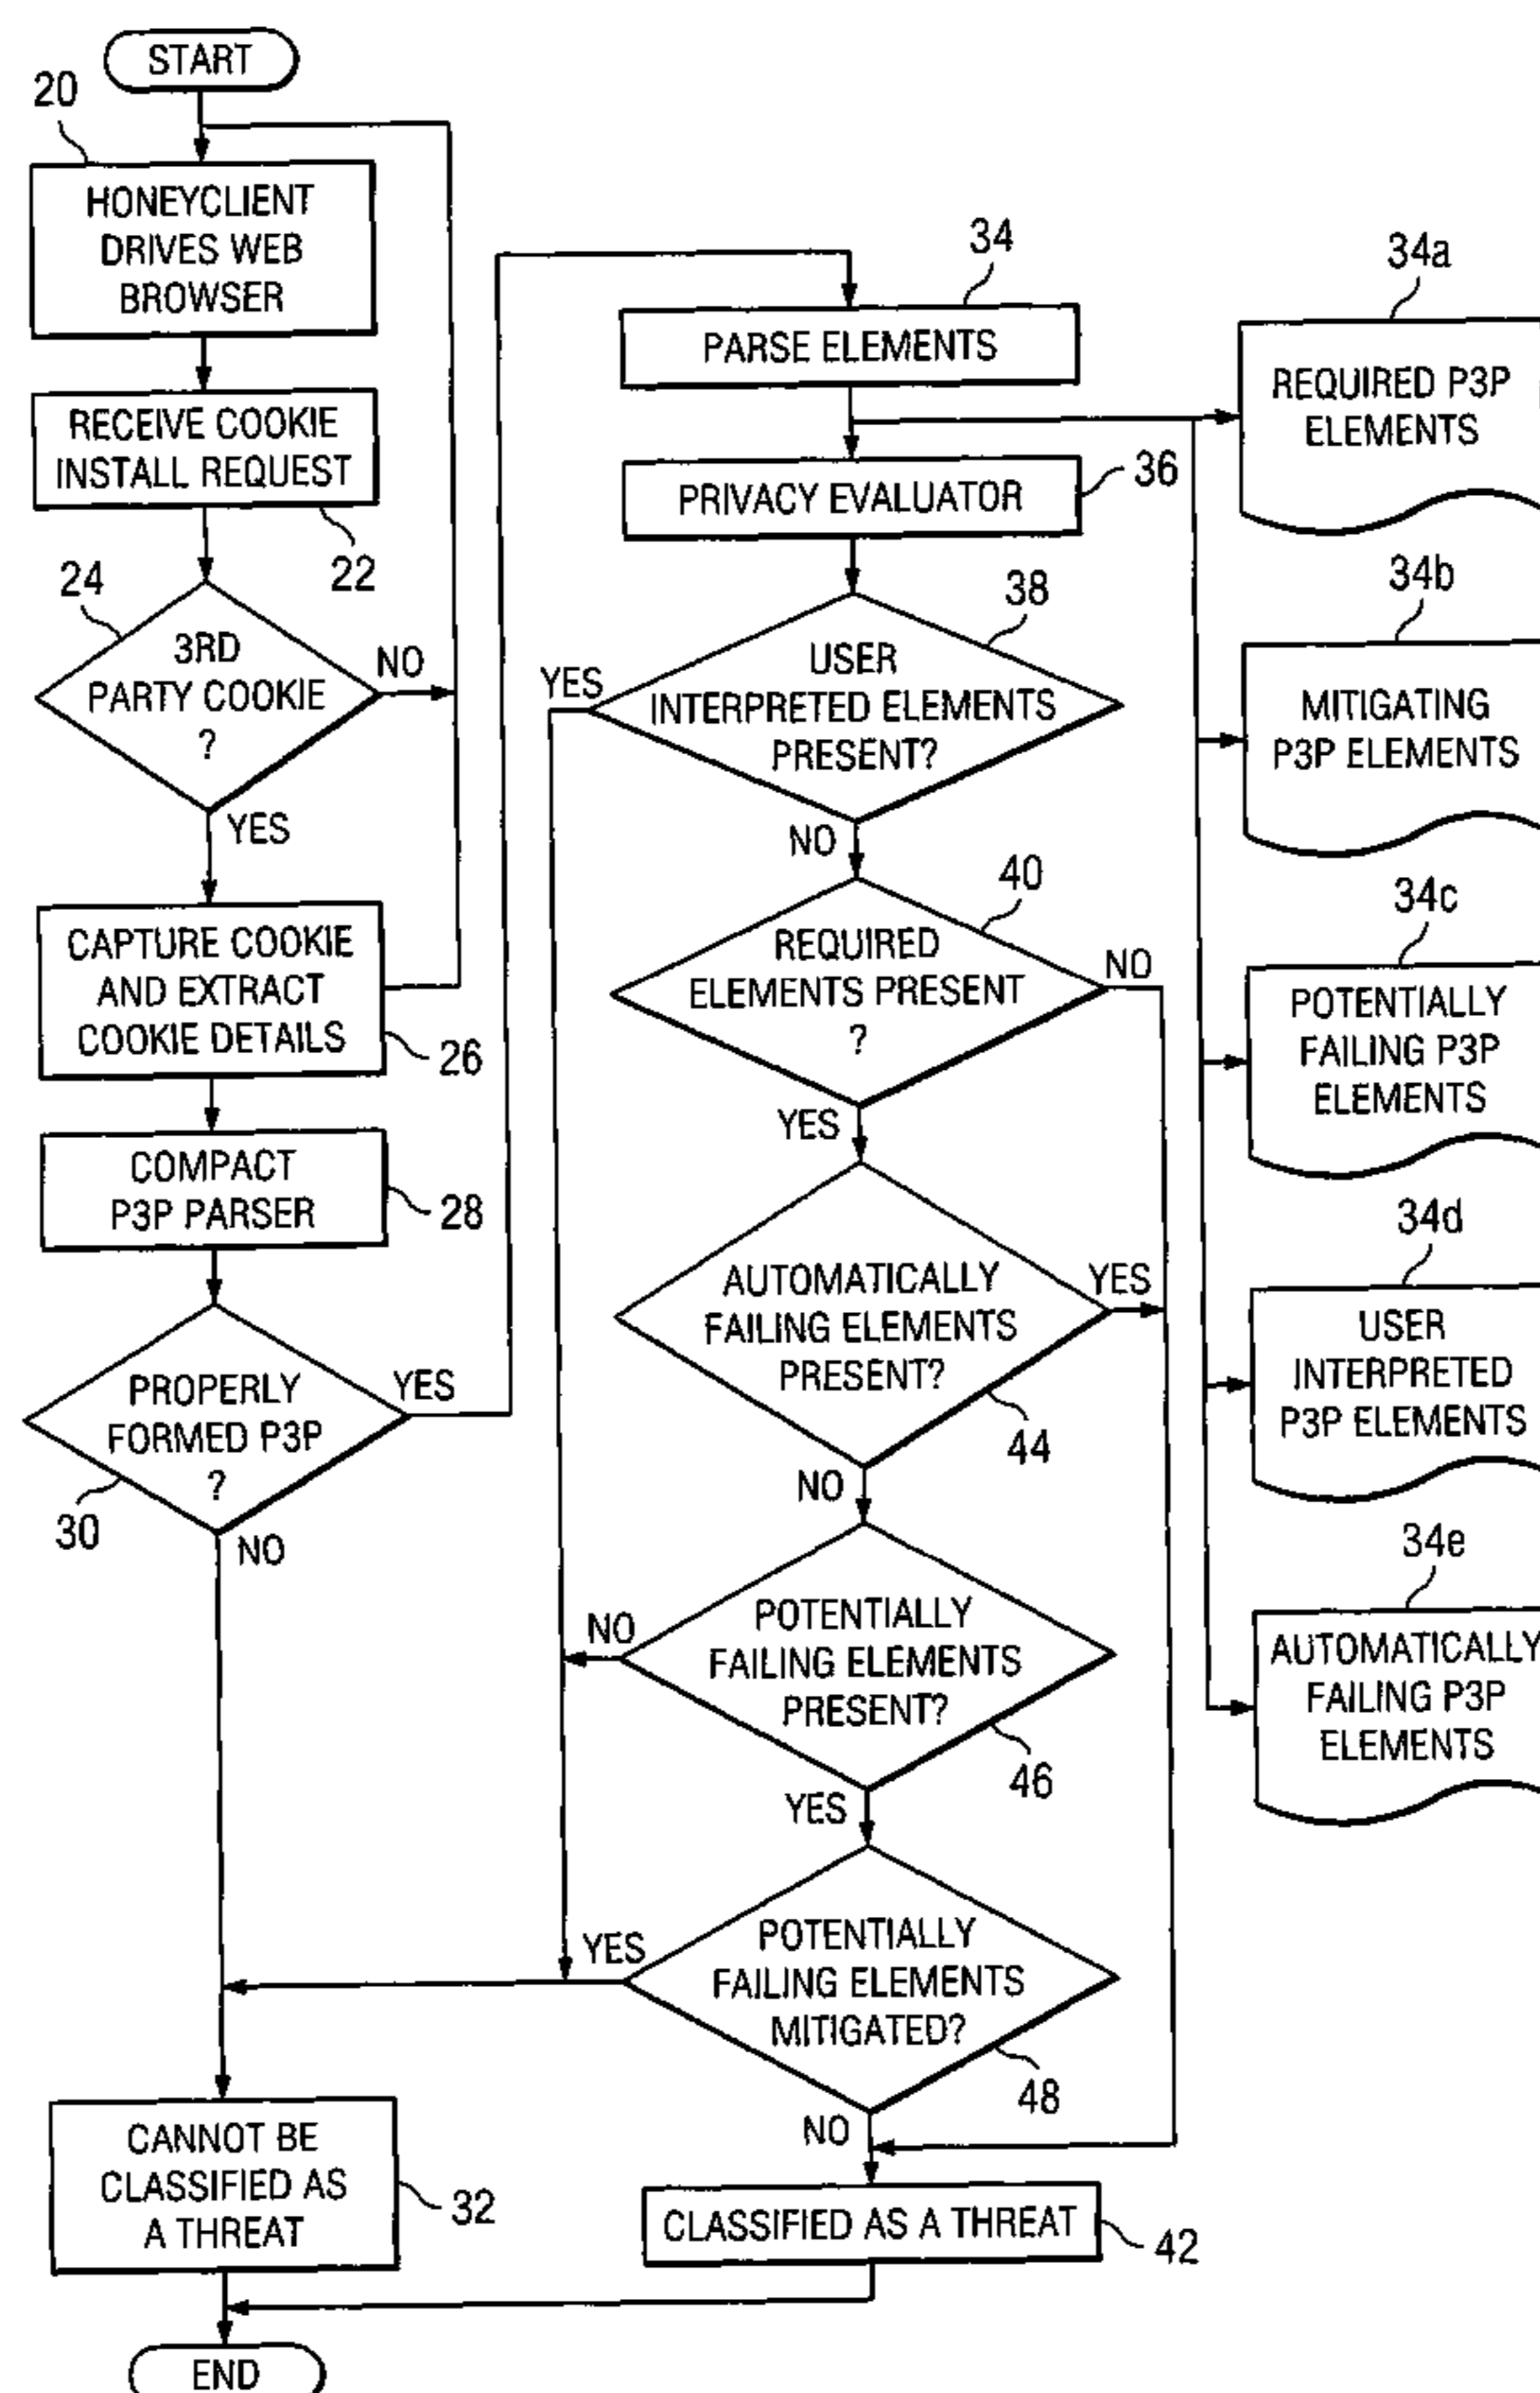 START
20
HONEYCLIENT
DRIVES WEB
BROWSER
RECEIVE COOKIE
INSTALL REQUEST
22
24
3RD
PARTY COOKIE
?
NO
YES
CAPTURE COOKIE
AND EXTRACT
COOKIE DETAILS
26
COMPACT
P3P PARSER
28
PROPERLY
FORMED P3P
?
YES
30
NO
CANNOT BE
CLASSIFIED AS
A THREAT
32
END
34
PARSE ELEMENTS
PRIVACY EVALUATOR
36
38
USER
INTERPRETED ELEMENTS
PRESENT?
YES
NO
40
REQUIRED
ELEMENTS PRESENT
?
NO
YES
AUTOMATICALLY
FAILING ELEMENTS
PRESENT?
YES
44
NO
POTENTIALLY
FAILING ELEMENTS
PRESENT?
NO
46
YES
POTENTIALLY
FAILING ELEMENTS
MITIGATED?
YES
48
NO
CLASSIFIED AS A THREAT
42
34a
REQUIRED P3P
ELEMENTS
34b
MITIGATING
P3P ELEMENTS
34c
POTENTIALLY
FAILING P3P
ELEMENTS
34d
USER
INTERPRETED
P3P ELEMENTS
34e
AUTOMATICALLY
FAILING P3P
ELEMENTS